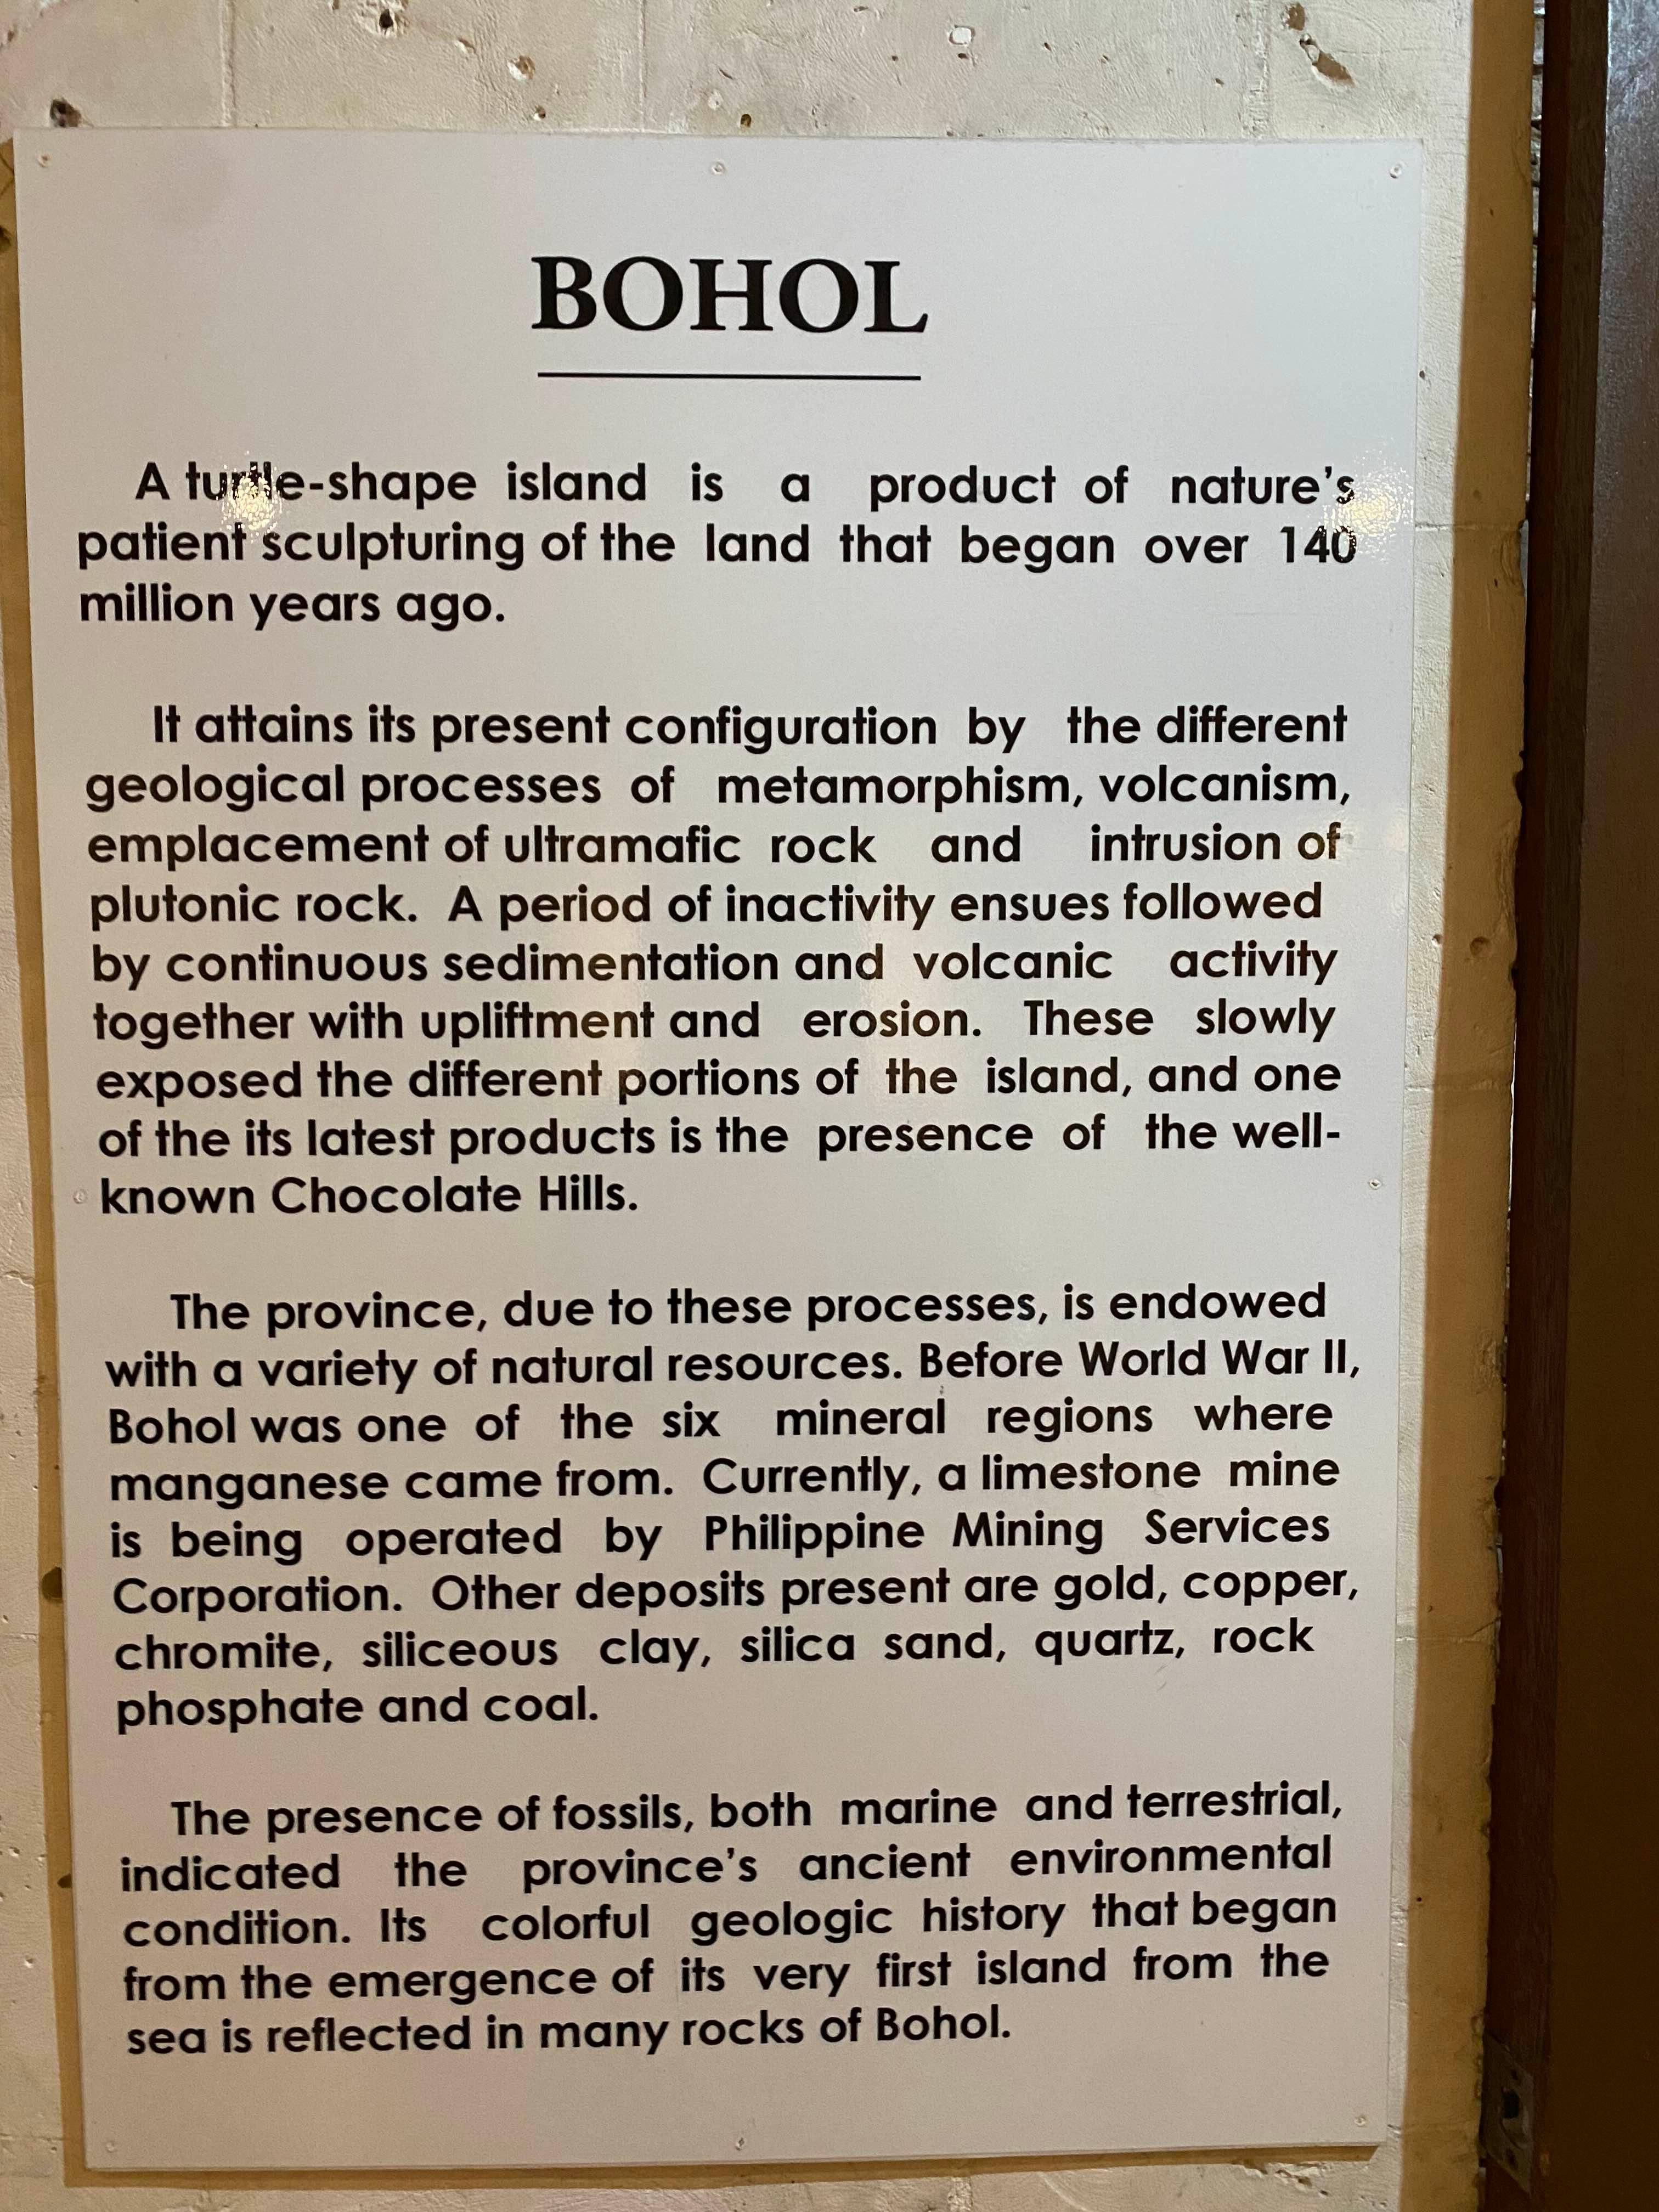 BOHOL
A turtle-shape island is a product of nature's
patient sculpturing of the land that began over 140
million years ago.
It attains its present configuration by the different
geological processes of metamorphism, volcanism,
emplacement of ultramafic rock and intrusion of
plutonic rock. A period of inactivity ensues followed
by continuous sedimentation and volcanic activity
together with upliftment and erosion. These slowly
exposed the different portions of the island, and one
of the its latest products is the presence of the well-
known Chocolate Hills.
The province, due to these processes, is endowed
with a variety of natural resources. Before World War II,
Bohol was one of the six mineral regions where
manganese came from. Currently, a limestone mine
is being operated by Philippine Mining Services
Corporation. Other deposits present are gold, copper,
chromite, siliceous clay, silica sand, quartz, rock
phosphate and coal.
The presence of fossils, both marine and terrestrial,
indicated the province's ancient environmental
condition. Its colorful geologic history that began
from the emergence of its very first island from the
sea is reflected in many rocks of Bohol.